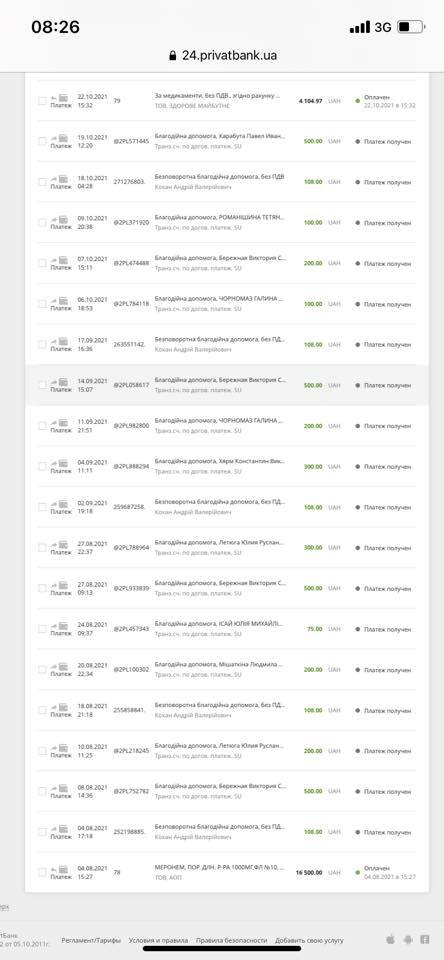 08:26
3G
24.privatbank.ua
Платеж
22.10.2021
15:32
79
За медикаменти, без ПДВ., згідно рахунку ...
ТОВ, ЗДОРОВЕ МАЙБУТНЄ
4 104.97 UAH
Оплачен
22.10.2021 в 15:32
Платеж
19.10.2021
12:20
@2PL571445
Благодійна допомога, Карабута Павел Иван...
Транз.сч. по догов. платеж. SU
500.00 UAH
Платеж получен
Платеж
18.10.2021
04:28
271276803.
Безповоротна благодійна допомога, без ПДВ
Кохан Андрій Валерійович
108.00 UAH
Платеж получен
Платеж
09.10.2021
20:38
@2PL371920
Благодійна допомога, РОМАНІШИНА ТЕТЯН...
Транз.сч. по догов. платеж. SU
100.00 UAH
Платеж получен
Платеж
07.10.2021
15:11
@2PL474488
Благодійна допомога, Бережная Виктория С...
Транз.сч. по догов. платеж. SU
200.00 UAH
Платеж получен
Платеж
06.10.2021
18:53
@2PL784118
Благодійна допомога, ЧОРНОМАЗ ГАЛИНА ...
Транз.сч. по догов. платеж. SU
100.00 UAH
Платеж получен
Платеж
17.09.2021
16:36
263551142.
Безповоротна благодійна допомога, без ПД...
Кохан Андрій Валерійович
108.00 UAH
Платеж получен
Платеж
14.09.2021
15:07
@2PL058617
Благодійна допомога, Бережная Виктория С...
Транз.сч. по догов. платеж. SU
500.00 UAH
Платеж получен
Платеж
11.09.2021
21:51
@2PL982800
Благодійна допомога, ЧОРНОМАЗ ГАЛИНА ...
Транз.сч. по догов. платеж. SU
200.00 UAH
Платеж получен
Платеж
04.09.2021
11:11
@2PL888294
Благодійна допомога, Хярм Константин Вик...
Транз.сч. по догов. платеж. SU
300.00 UAH
Платеж получен
Платеж
02.09.2021
19:18
259687258.
Безповоротна благодійна допомога, без ПД...
Кохан Андрій Валерійович
108.00 UAH
Платеж получен
Платеж
27.08.2021
22:37
@2PL788964
Благодійна допомога, Летюга Юлия Руслан...
Транз.сч. по догов. платеж. SU
300.00 UAH
Платеж получен
Платеж
27.08.2021
09:13
@2PL933839
Благодійна допомога, Бережная Виктория С...
Транз.сч. по догов. платеж. SU
500.00 UAH
Платеж получен
Платеж
24.08.2021
09:37
@2PL457343
Благодійна допомога, ІСАЙ ЮЛІЯ МИХАЙЛІ...
Транз.сч. по догов. платеж. SU
75.00 UAH
Платеж получен
Платеж
20.08.2021
22:34
@2PL100302
Благодійна допомога, Мішаткіна Людмила ...
Транз.сч. по догов. платеж. SU
200.00 UAH
Платеж получен
Платеж
18.08.2021
21:18
255858841.
Безповоротна благодійна допомога, без ПД...
Кохан Андрій Валерійович
108.00 UAH
Платеж получен
Платеж
10.08.2021
11:25
@2PL218245
Благодійна допомога, Летюга Юлия Руслан...
Транз.сч. по догов. платеж. SU
200.00 UAH
Платеж получен
Платеж
08.08.2021
14:36
@2PL752782
Благодійна допомога, Бережная Виктория С...
Транз.сч. по догов. платеж. SU
500.00 UAH
Платеж получен
Платеж
04.08.2021
17:18
252198885.
Безповоротна благодійна допомога, без ПД...
Кохан Андрій Валерійович
108.00 UAH
Платеж получен
Платеж
04.08.2021
15:27
78
МЕРОНЕМ, ПОР. Д/ІН. Р-РА 1000МГ,ФЛ №10, ...
ТОВ, АОП
16 500.00 UAH
Оплачен
04.08.2021 в 15:27
ерх
тБанк
2 от 05.10.2011г.
Регламент/Тарифы
Условия и правила
Правила безопасности
Добавить свою услугу